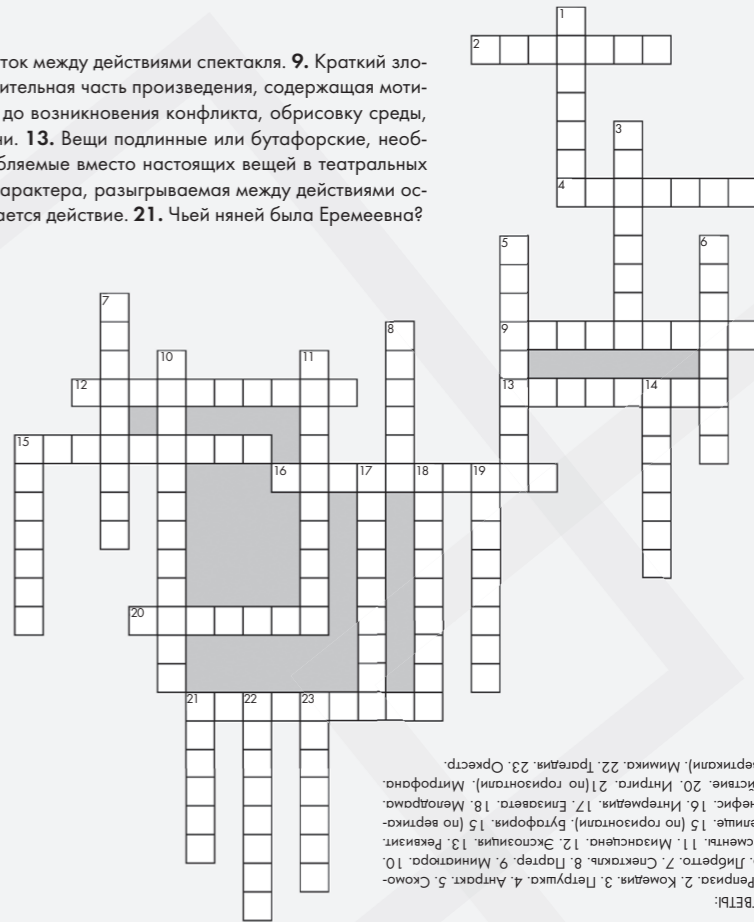 ток между действиями спектакля. 9. Краткий зло-
ительная часть произведения, содержащая моти-
до возникновения конфликта, обрисовку среды,
ни. 13. Вещи подлинные или бутафорские, необ-
бляемые вместо настоящих вещей в театральных
арактера, разыгрываемая между действиями ос-
ается действие. 21. Чьей няней была Еремеевна?
1
2
3
4
5 6
7
8
9
10 11
12 13 14
15
16 17 18 19
20
21 22 23
ВЕТЫ:
Реприза. 2. Комедия. 3. Петрушка. 4. Антракт. 5. Скомо-
. Либретто. 7. Спектакль. 8. Партер. 9. Миниатюра. 10.
сменты. 11. Мизансцена. 12. Экспозиция. 13. Реквизит.
елище. 15 (по горизонтали). Бутафория. 15 (по вертика-
нефис. 16. Интермедия. 17. Елизавета. 18. Мелодрама.
йствие. 20. Интрига. 21(по горизонтали). Митрофана.
ертикали). Мимика. 22. Трагедия. 23. Оркестр.